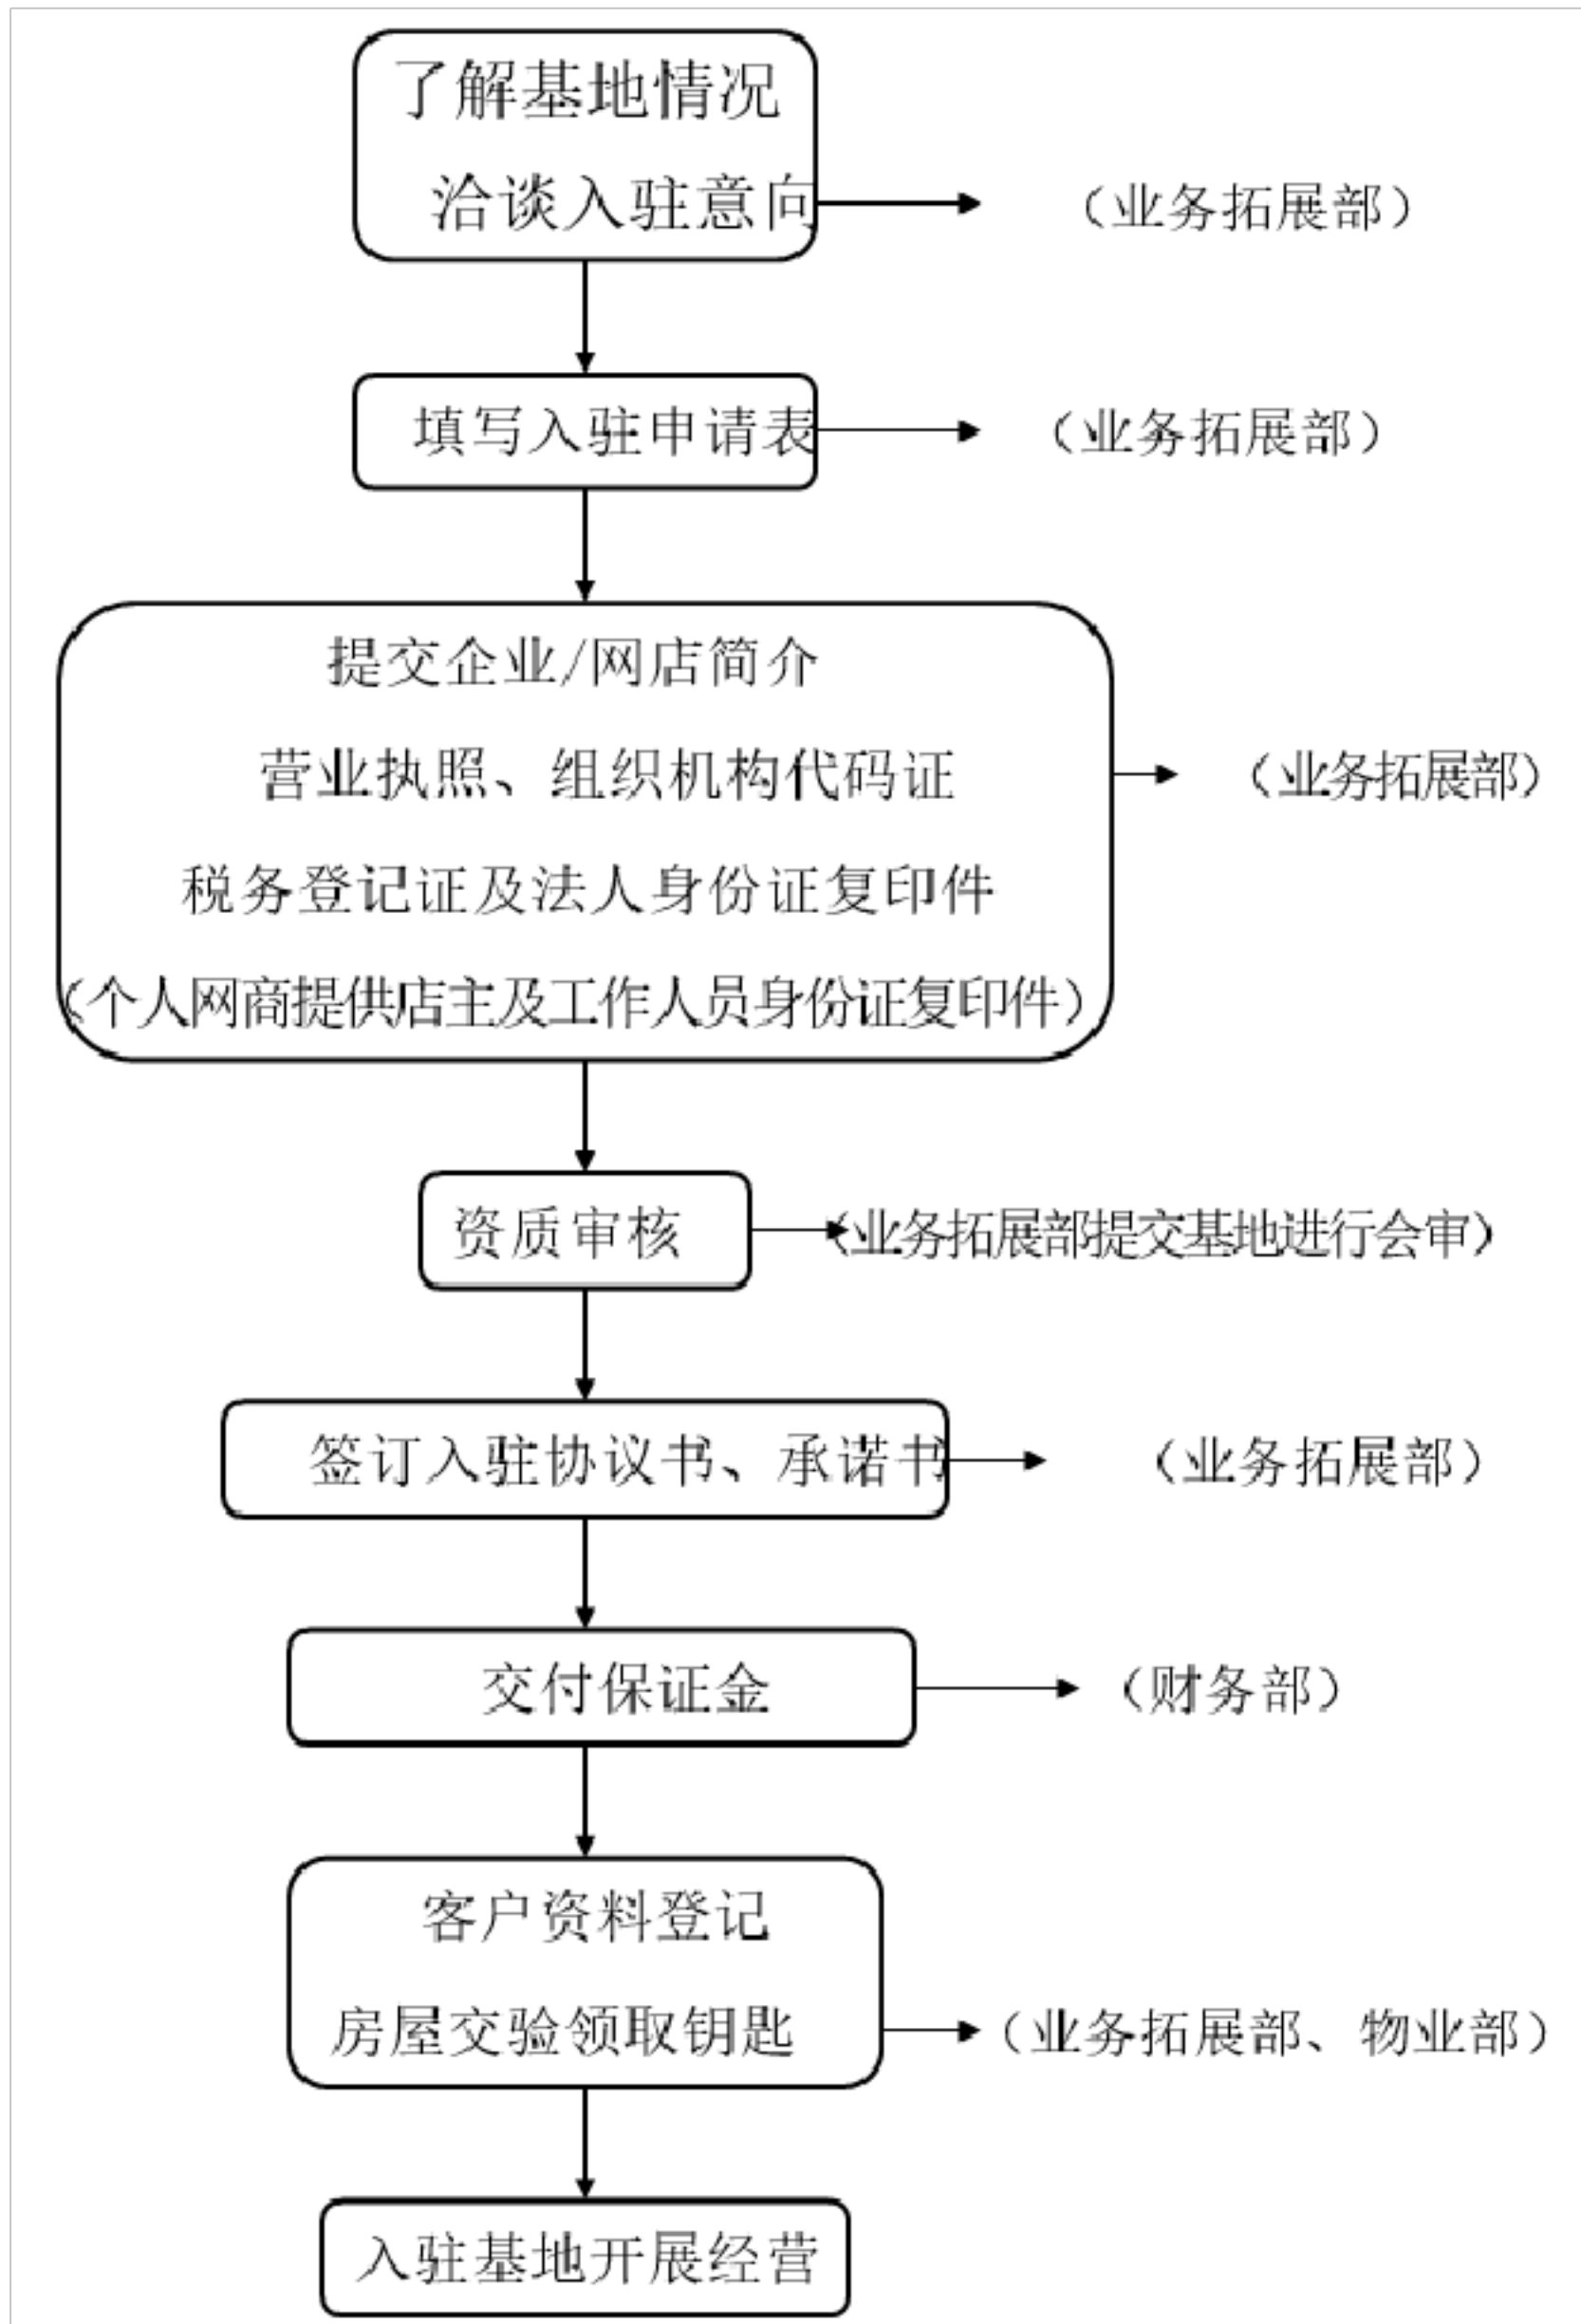 了解基地情况
洽谈入驻意向
（业务拓展部）
填写入驻申请表
（业务拓展部）
提交企业/网店简介
营业执照、组织机构代码证
（业务拓展部）
税务登记证及法人身份证复印件
（个人网商提供店主及工作人员身份证复印件）
资质审核
（业务拓展部提交基地进行会审）
签订入驻协议书、承诺书
（业务拓展部）
交付保证金
（财务部）
客户资料登记
房屋交验领取钥匙
（业务拓展部、物业部）
入驻基地开展经营